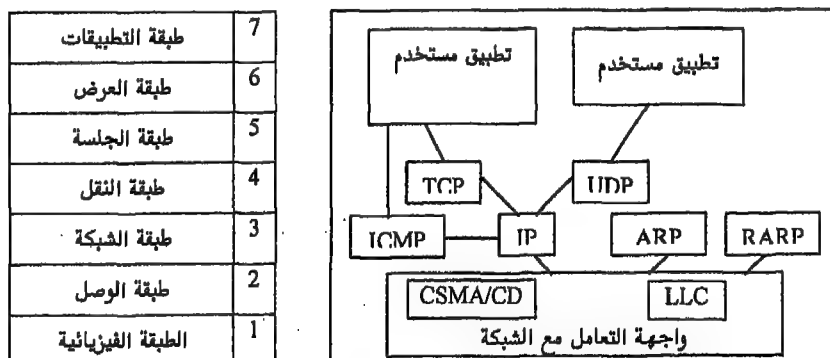 طبقة التطبيقات 7
طبقة العرض 6
طبقة الجلسة 5
طبقة النقل 4
طبقة الشبكة 3
طبقة الوصل 2
الطبقة الفيزيائية 1
تطبيق مستخدم
تطبيق مستخدم
TCP
UDP
ICMP
IP
ARP
RARP
CSMA/CD
LLC
واجهة التعامل مع الشبكة